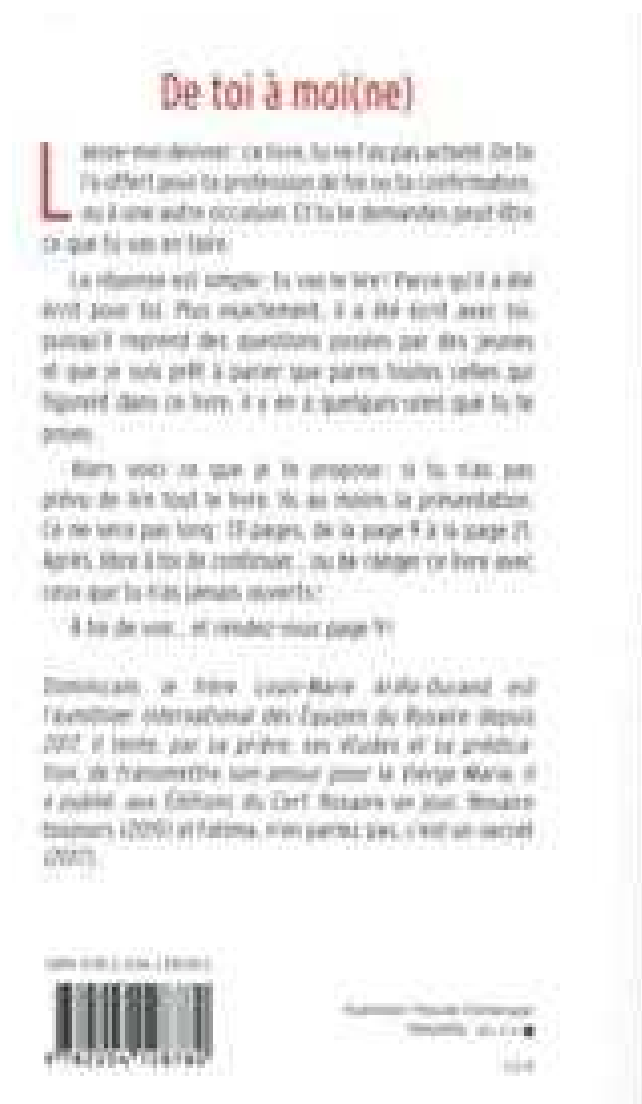 De toi à moi(ne)
Laisse-moi deviner : ce livre, tu ne l'as pas acheté. On te
l'a offert pour ta profession de foi ou ta confirmation,
ou à une autre occasion. Et tu te demandes peut-être
ce que tu vas en faire.
La réponse est simple : tu vas le lire ! Parce qu'il a été
écrit pour toi. Plus exactement, il a été écrit avec toi,
puisqu'il reprend des questions posées par des jeunes
et que je suis prêt à parier que parmi toutes celles qui
figurent dans ce livre, il y en a quelques-unes que tu te
poses.
Alors voici ce que je te propose : si tu n'as pas
prévu de lire tout le livre, lis au moins la présentation.
Ce ne sera pas long : 13 pages, de la page 9 à la page 21.
Après, libre à toi de continuer... ou de ranger ce livre avec
ceux que tu n'as jamais ouverts !
À toi de voir... et rendez-vous page 9 !
Dominicain, le frère Louis-Marie Ariño-Durand est
l'aumônier international des Équipes du Rosaire depuis
2017. Il tente, par sa prière, ses études et sa prédica-
tion, de transmettre son amour pour la Vierge Marie. Il
a publié, aux Éditions du Cerf, Rosaire un jour, Rosaire
toujours (2016) et Fatima, n'en parlez pas, c'est un secret
(2017).